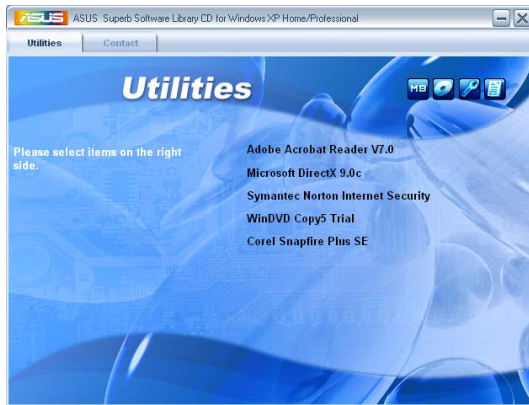 ASUS ASUS Superb Software Library CD for Windows XP Home/Professional
Utilities Contact
Utilities
MB
Please select items on the right
side.
Adobe Acrobat Reader V7.0
Microsoft DirectX 9.0c
Symantec Norton Internet Security
WinDVD Copy5 Trial
Corel Snapfire Plus SE